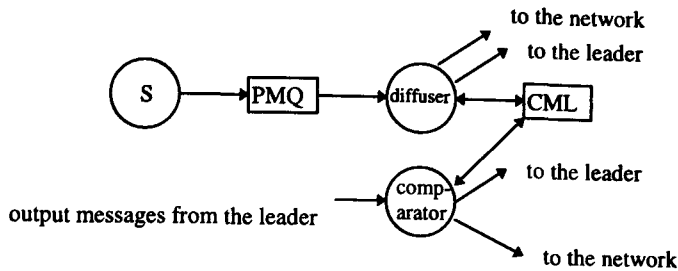 to the network
to the leader
S
PMQ
diffuser
CML
comp-
arator
to the leader
output messages from the leader
to the network